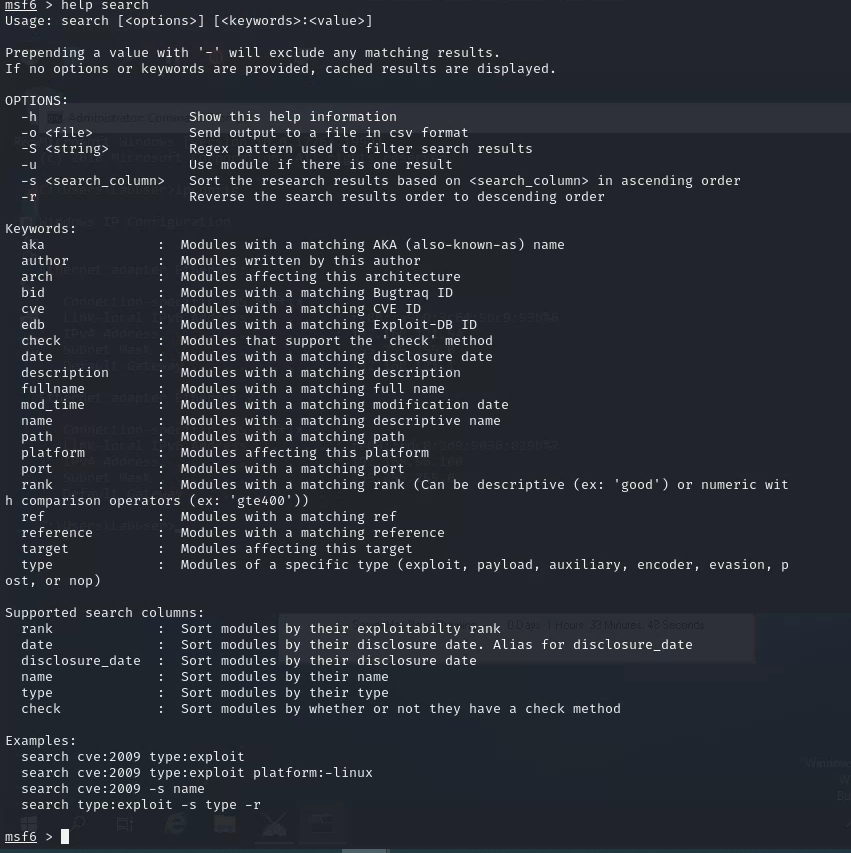 msf6 > help search
Usage: search [<options>] [<keywords>:<value>]
Prepending a value with '-' will exclude any matching results.
If no options or keywords are provided, cached results are displayed.
OPTIONS:
-h Show this help information
-o <file> Send output to a file in csv format
-S <string> Regex pattern used to filter search results
-u Use module if there is one result
-s <search_column> Sort the research results based on <search_column> in ascending order
-r Reverse the search results order to descending order
Keywords:
aka : Modules with a matching AKA (also-known-as) name
author : Modules written by this author
arch : Modules affecting this architecture
bid : Modules with a matching Bugtraq ID
cve : Modules with a matching CVE ID
edb : Modules with a matching Exploit-DB ID
check : Modules that support the 'check' method
date : Modules with a matching disclosure date
description : Modules with a matching description
fullname : Modules with a matching full name
mod_time : Modules with a matching modification date
name : Modules with a matching descriptive name
path : Modules with a matching path
platform : Modules affecting this platform
port : Modules with a matching port
rank : Modules with a matching rank (Can be descriptive (ex: 'good') or numeric wit
h comparison operators (ex: 'gte400'))
ref : Modules with a matching ref
reference : Modules with a matching reference
target : Modules affecting this target
type : Modules of a specific type (exploit, payload, auxiliary, encoder, evasion, p
ost, or nop)
Supported search columns:
rank : Sort modules by their exploitabilty rank
date : Sort modules by their disclosure date. Alias for disclosure_date
disclosure_date : Sort modules by their disclosure date
name : Sort modules by their name
type : Sort modules by their type
check : Sort modules by whether or not they have a check method
Examples:
search cve:2009 type:exploit
search cve:2009 type:exploit platform:-linux
search cve:2009 -s name
search type:exploit -s type -r
msf6 >